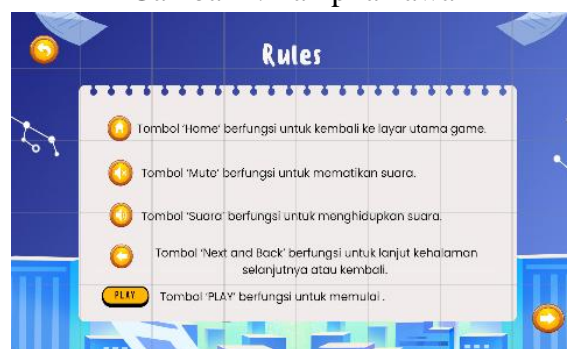 Rules
Tombol 'Home' berfungsi untuk kembali ke layar utama game.
Tombol 'Mute' berfungsi untuk mematikan suara.
Tombol 'Suara' berfungsi untuk menghidupkan suara.
Tombol 'Next and Back' berfungsi untuk lanjut kehalaman
selanjutnya atau kembali.
PLAY Tombol 'PLAY' berfungsi untuk memulai .